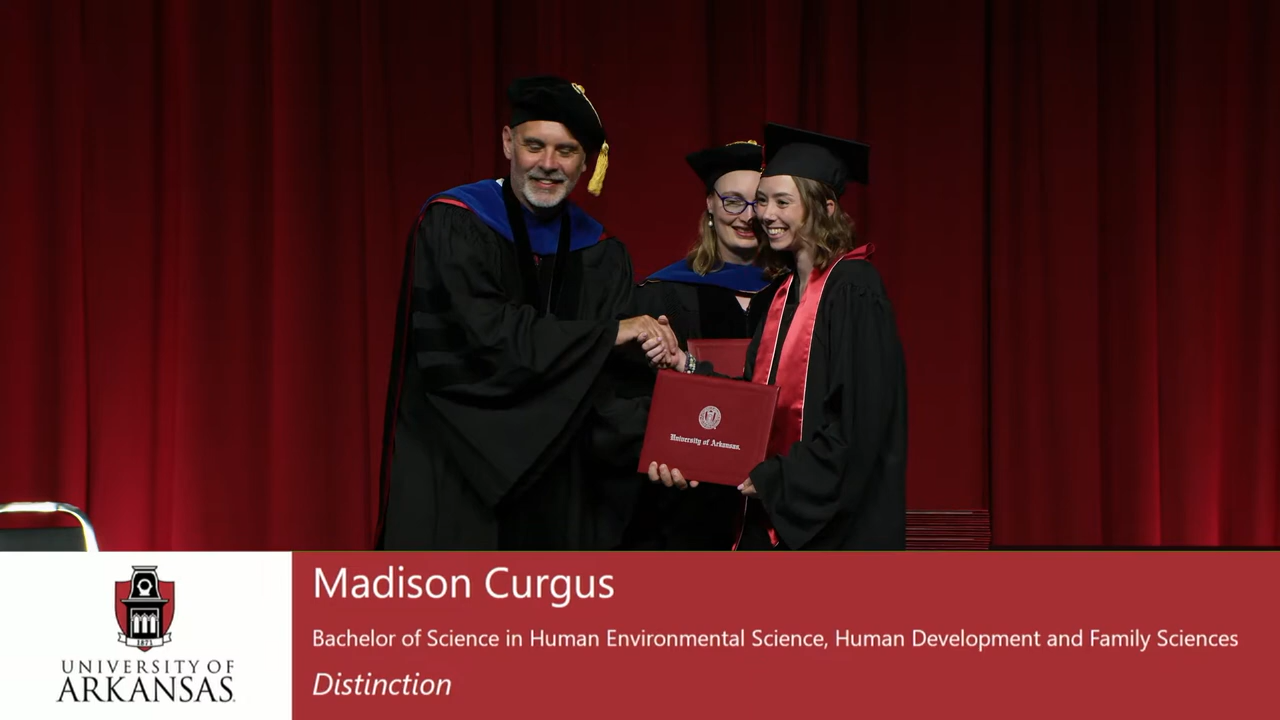 University of Arkansas.
Madison Curgus
Bachelor of Science in Human Environmental Science, Human Development and Family Sciences
Distinction
1871
UNIVERSITY OF
ARKANSAS